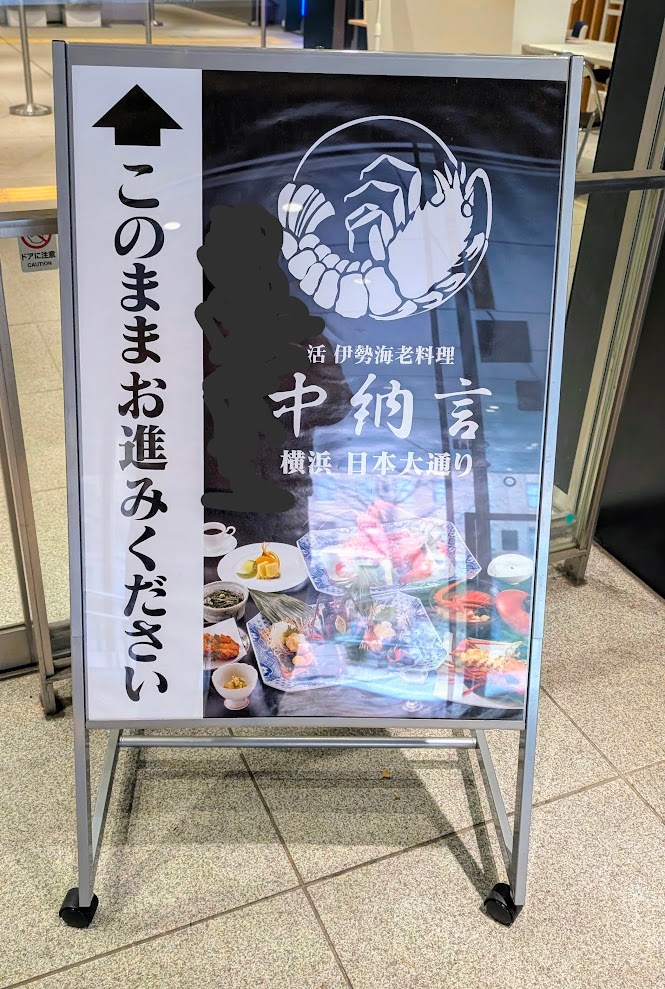 このままお進みください
活 伊勢海老料理
中納言
横浜 日本大通り
ドアに注意
CAUTION